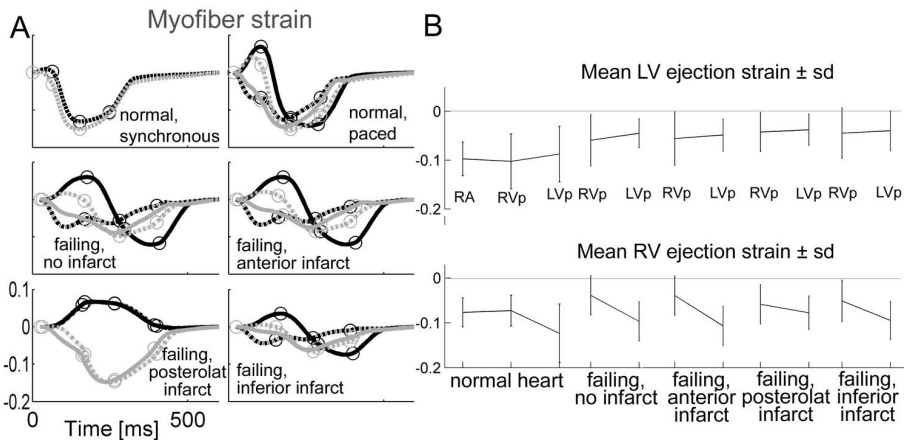 A
Myofiber strain
normal,
synchronous
normal,
paced
failing,
no infarct
failing,
anterior infarct
0.1
0
-0.1
-0.2
failing,
posterolat
infarct
failing,
inferior infarct
0
600
Time [ms]
B
Mean LV ejection strain ± sd
0
-0.1
-0.2
RA RVp LVp RVp LVp RVp LVp RVp LVp RVp LVp
Mean RV ejection strain ± sd
0
-0.1
-0.2
normal heart
failing,
no infarct
failing,
anterior
infarct
failing,
posterolat
infarct
failing,
inferior
infarct